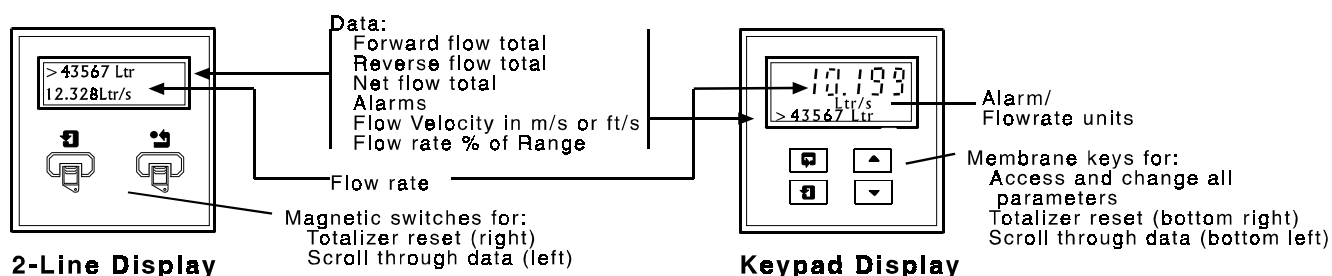 Data:
Forward flow total
Reverse flow total
Net flow total
Alarms
Flow Velocity in m/s or ft/s
Flow rate % of Range
>43567 Ltr
12.328Ltr/s
Flow rate
Magnetic switches for:
Totalizer reset (right)
Scroll through data (left)
2-Line Display
10.199
Ltr/s
>43567 Ltr
Alarm/
Flowrate units
Membrane keys for:
Access and change all
parameters
Totalizer reset (bottom right)
Scroll through data (bottom left)
Keypad Display